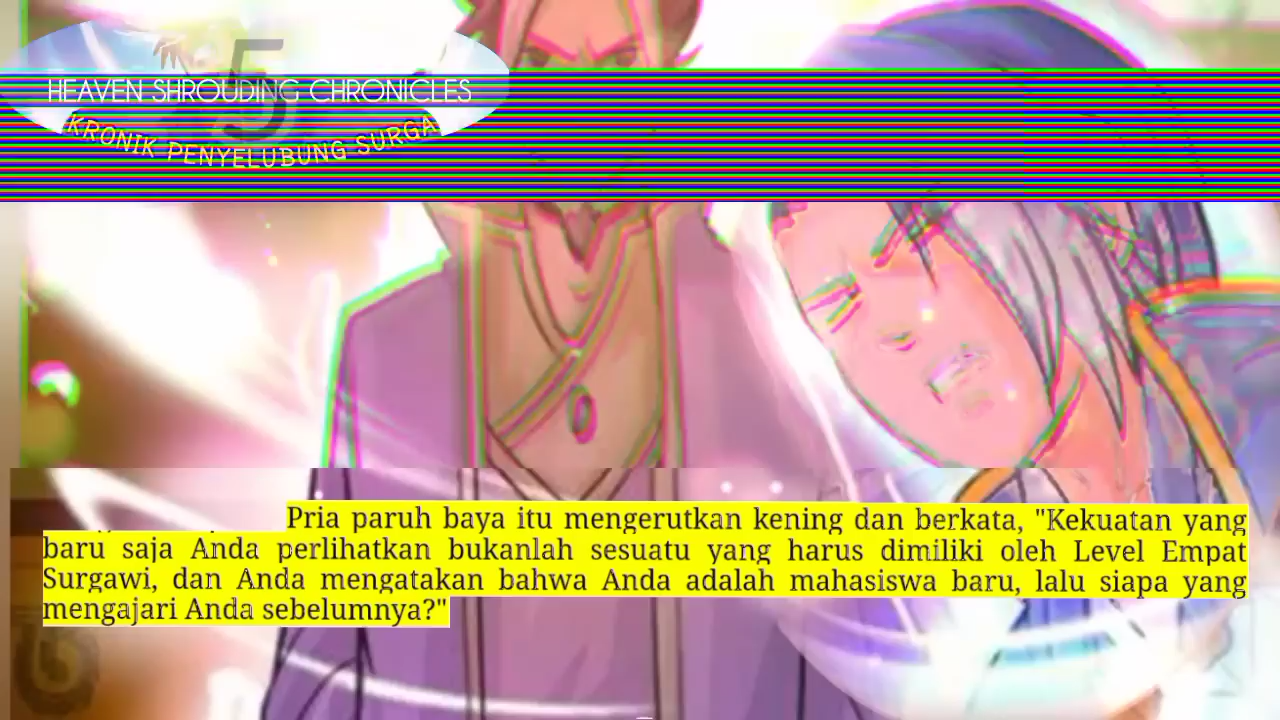 5
HEAVEN SHROUDING CHRONICLES
KRONIK PENYELUBUNG SURGA
Pria paruh baya itu mengerutkan kening dan berkata, "Kekuatan yang
baru saja Anda perlihatkan bukanlah sesuatu yang harus dimiliki oleh Level Empat
Surgawi, dan Anda mengatakan bahwa Anda adalah mahasiswa baru, lalu siapa yang
mengajari Anda sebelumnya?"